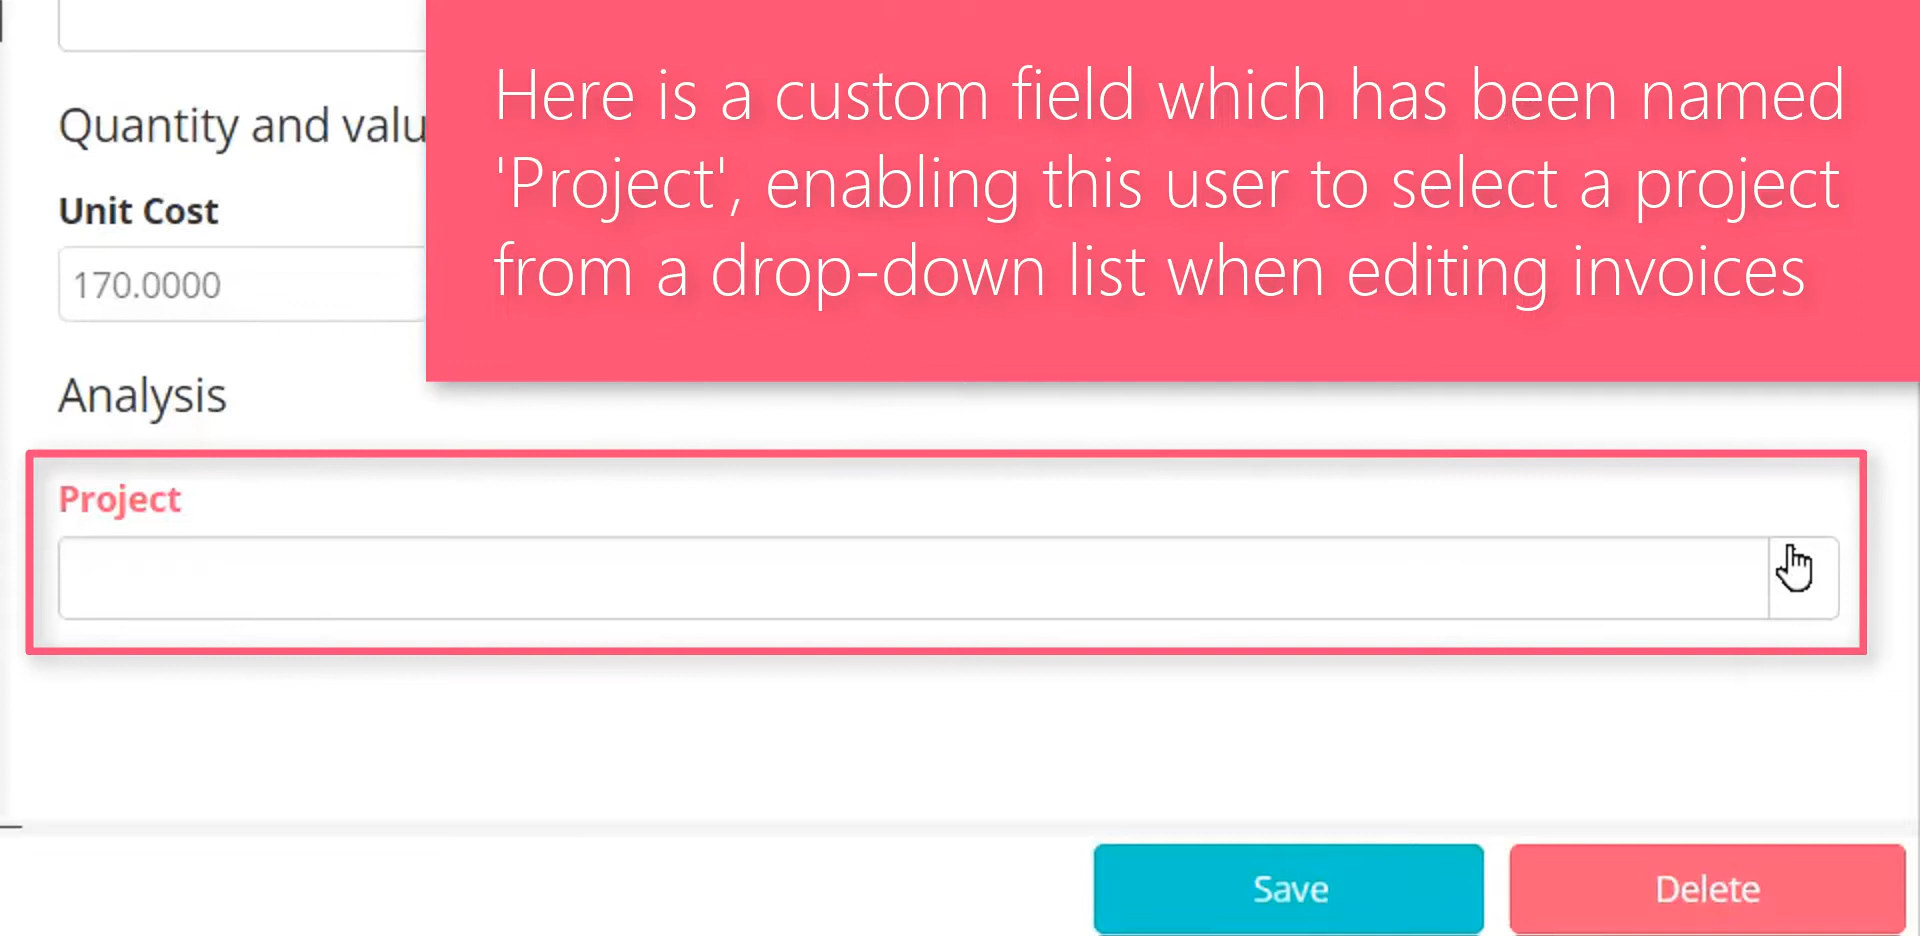 Here is a custom field which has been named
'Project', enabling this user to select a project
from a drop-down list when editing invoices
Quantity and valu
Unit Cost
170.0000
Analysis
Project
Save
Delete